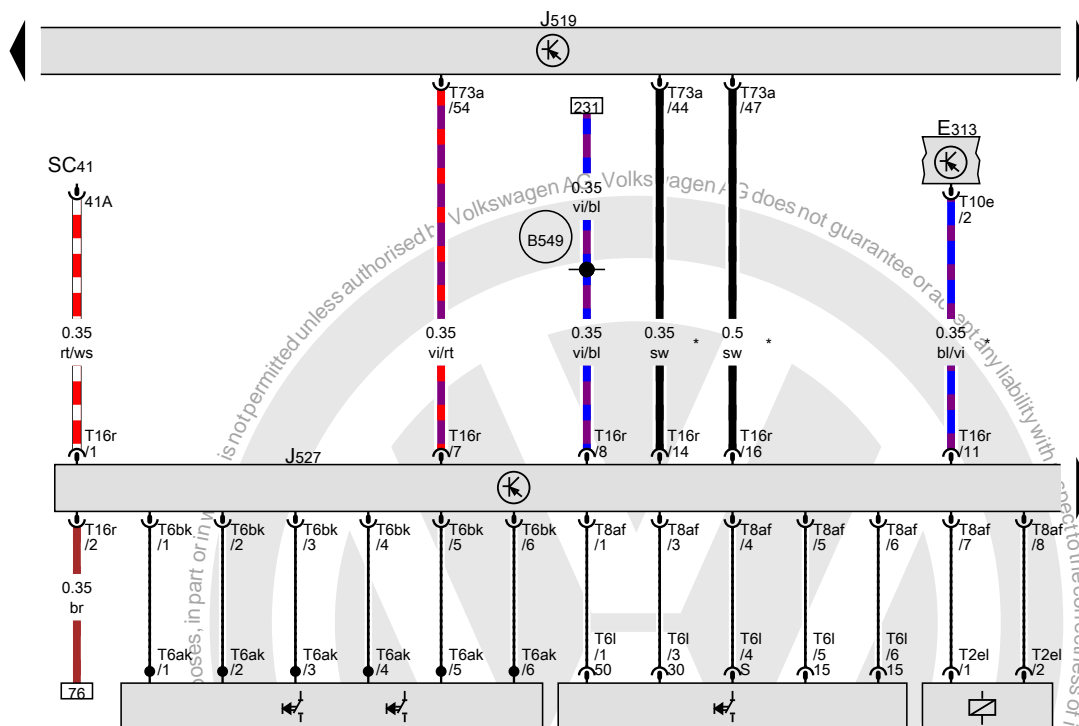 J519
T73a
/54
231
T73a
/44
T73a
/47
E313
SC41
41A
T10e
/2
0.35
vi/bl
B549
0.35
rt/ws
0.35
vi/rt
0.35
vi/bl
0.35
sw
*
0.5
sw
*
0.35
bl/vi
*
T16r
/1
T16r
/7
T16r
/8
T16r
/14
T16r
/16
T16r
/11
J527
T16r
/2
T6bk
/1
T6bk
/2
T6bk
/3
T6bk
/4
T6bk
/5
T6bk
/6
T8af
/1
T8af
/3
T8af
/4
T8af
/5
T8af
/6
T8af
/7
T8af
/8
0.35
br
76
T6ak
/1
T6ak
/2
T6ak
/3
T6ak
/4
T6ak
/5
T6ak
/6
T6l
/1
50
T6l
/3
30
T6l
/4
S
T6l
/5
15
T6l
/6
15
T2el
/1
T2el
/2
poses, in part or in
is not permitted unless authorised Volkswagen AG. Volkswagen AG does not guarantee or accept any liability with
spect to the correctness of